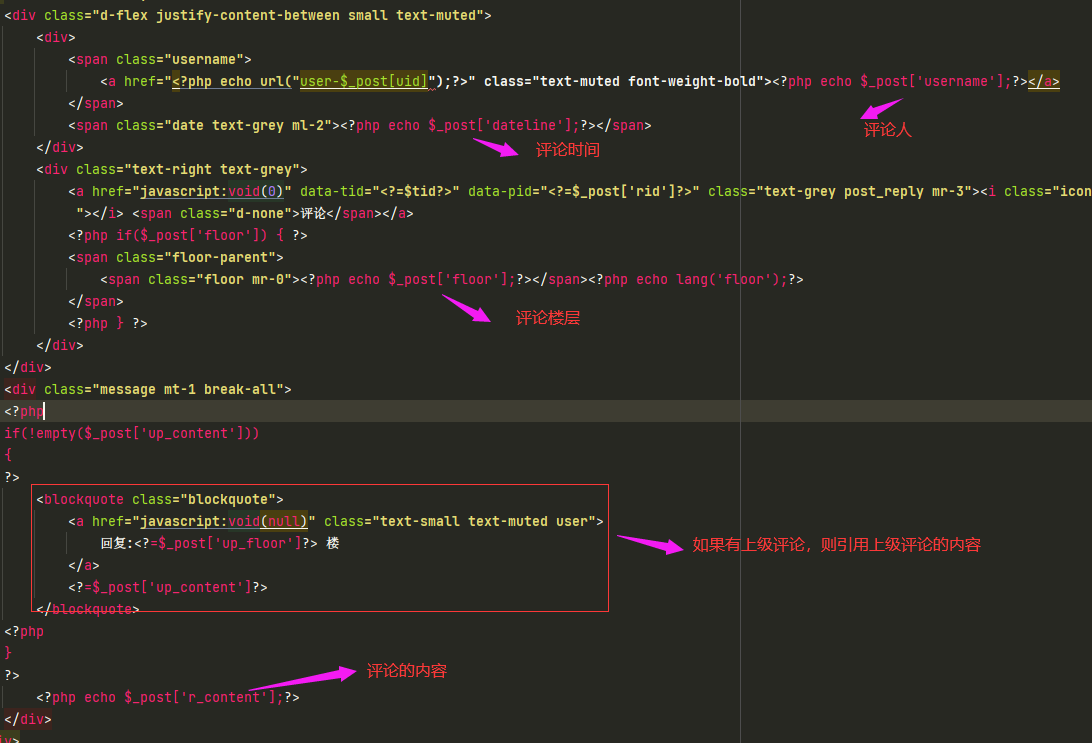 <div class="d-flex justify-content-between small text-muted">
<div>
<span class="username">
<a href="<?php echo url("user-$_post[uid]");?>" class="text-muted font-weight-bold"><?php echo $_post['username'];?></a>
</span>
评论人
<span class="date text-grey ml-2"><?php echo $_post['dateline'];?></span>
评论时间
</div>
<div class="text-right text-grey">
<a href="javascript:void(0)" data-tid="<?=$tid?>" data-pid="<?=$_post['rid']?>" class="text-grey post_reply mr-3"><i class="icon
"></i> <span class="d-none">评论</span></a>
<?php if($_post['floor']) { ?>
<span class="floor-parent">
<span class="floor mr-0"><?php echo $_post['floor'];?></span><?php echo lang('floor');?>
</span>
评论楼层
<?php } ?>
</div>
</div>
<div class="message mt-1 break-all">
<?php
if(!empty($_post['up_content']))
{
?>
<blockquote class="blockquote">
<a href="javascript:void(null)" class="text-small text-muted user">
回复:<?=$_post['up_floor']?> 楼
如果有上级评论，则引用上级评论的内容
</a>
<?=$_post['up_content']?>
</blockquote>
<?php
}
?>
评论的内容
<?php echo $_post['r_content'];?>
</div>
iv>